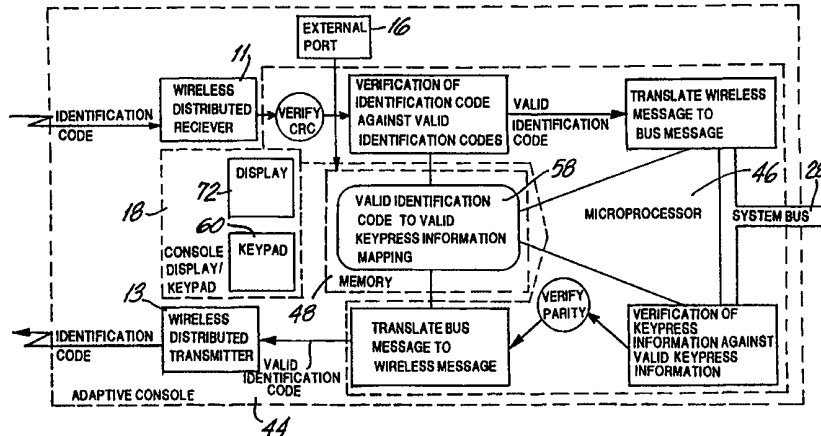 EXTERNAL
PORT
16
11
WIRELESS
DISTRIBUTED
RECIEVER
IDENTIFICATION
CODE
VERIFY
CRC
VERIFICATION OF
IDENTIFICATION CODE
AGAINST VALID
IDENTIFICATION CODES
VALID
IDENTIFICATION
CODE
TRANSLATE WIRELESS
MESSAGE TO
BUS MESSAGE
18
72
DISPLAY
60
KEYPAD
CONSOLE
DISPLAY/
KEYPAD
58
VALID IDENTIFICATION
CODE TO VALID
KEYPRESS INFORMATION
MAPPING
MEMORY
48
46
MICROPROCESSOR
28
SYSTEM BUS
13
WIRELESS
DISTRIBUTED
TRANSMITTER
IDENTIFICATION
CODE
VALID
IDENTIFICATION
CODE
TRANSLATE BUS
MESSAGE TO
WIRELESS MESSAGE
VERIFY
PARITY
VERIFICATION OF
KEYPRESS
INFORMATION AGAINST
VALID KEYPRESS
INFORMATION
ADAPTIVE CONSOLE
44